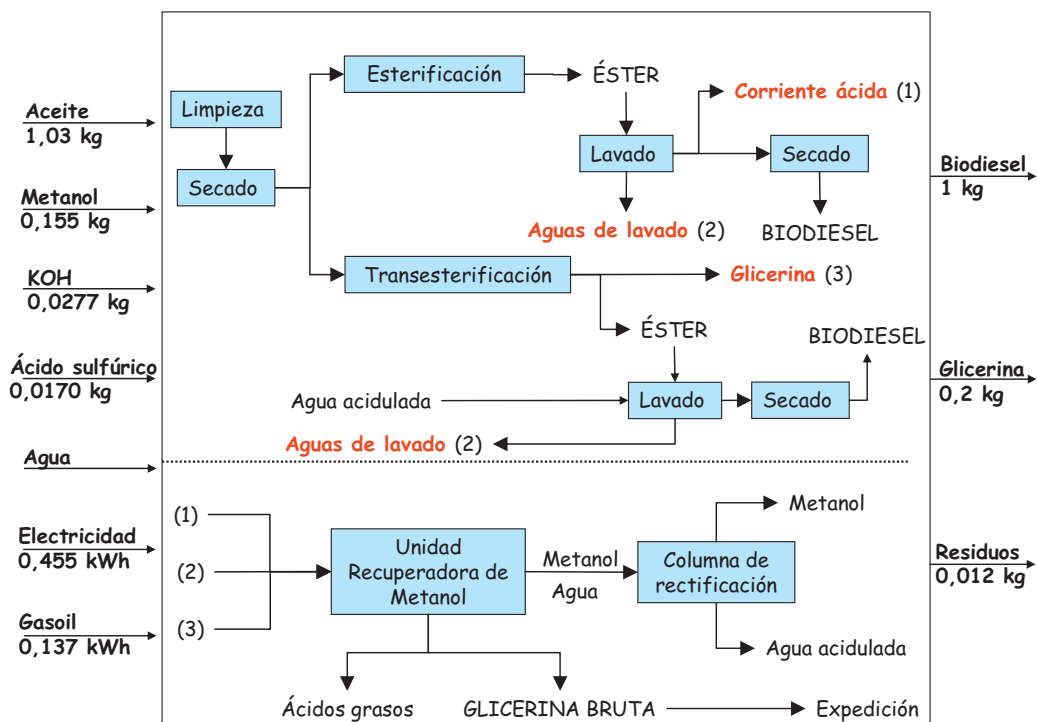 Aceite
1,03 kg
Metanol
0,155 kg
KOH
0,0277 kg
Ácido sulfúrico
0,0170 kg
Agua
Electricidad
0,455 kWh
Gasoil
0,137 kWh
Limpieza
Secado
Esterificación
ÉSTER
Corriente ácida (1)
Lavado
Secado
Aguas de lavado (2)
BIODIESEL
Transesterificación
Glicerina (3)
ÉSTER
BIODIESEL
Agua acidulada
Lavado
Secado
Aguas de lavado (2)
(1)
(2)
(3)
Unidad
Recuperadora de
Metanol
Metanol
Agua
Columna de
rectificación
Metanol
Agua acidulada
Ácidos grasos
GLICERINA BRUTA
Expedición
Biodiesel
1 kg
Glicerina
0,2 kg
Residuos
0,012 kg